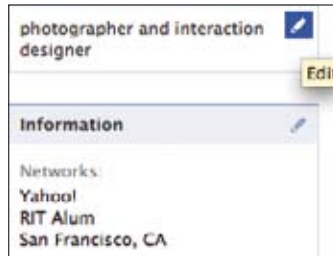 photographer and interaction
designer
Edi
Information
Networks:
Yahoo!
RIT Alum
San Francisco, CA